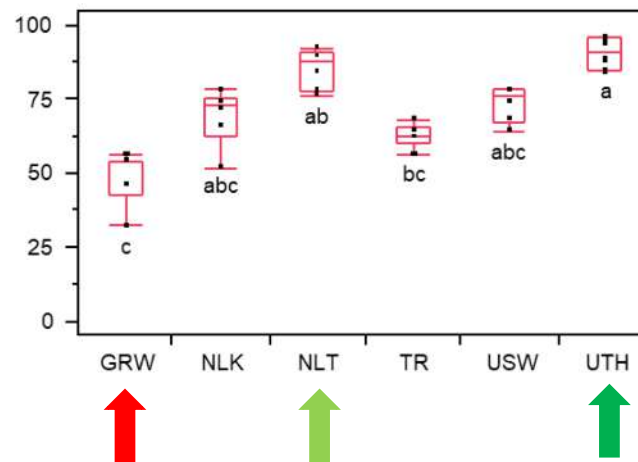 100
75
50
25
0
c
abc
ab
bc
abc
a
GRW NLK NLT TR USW UTH